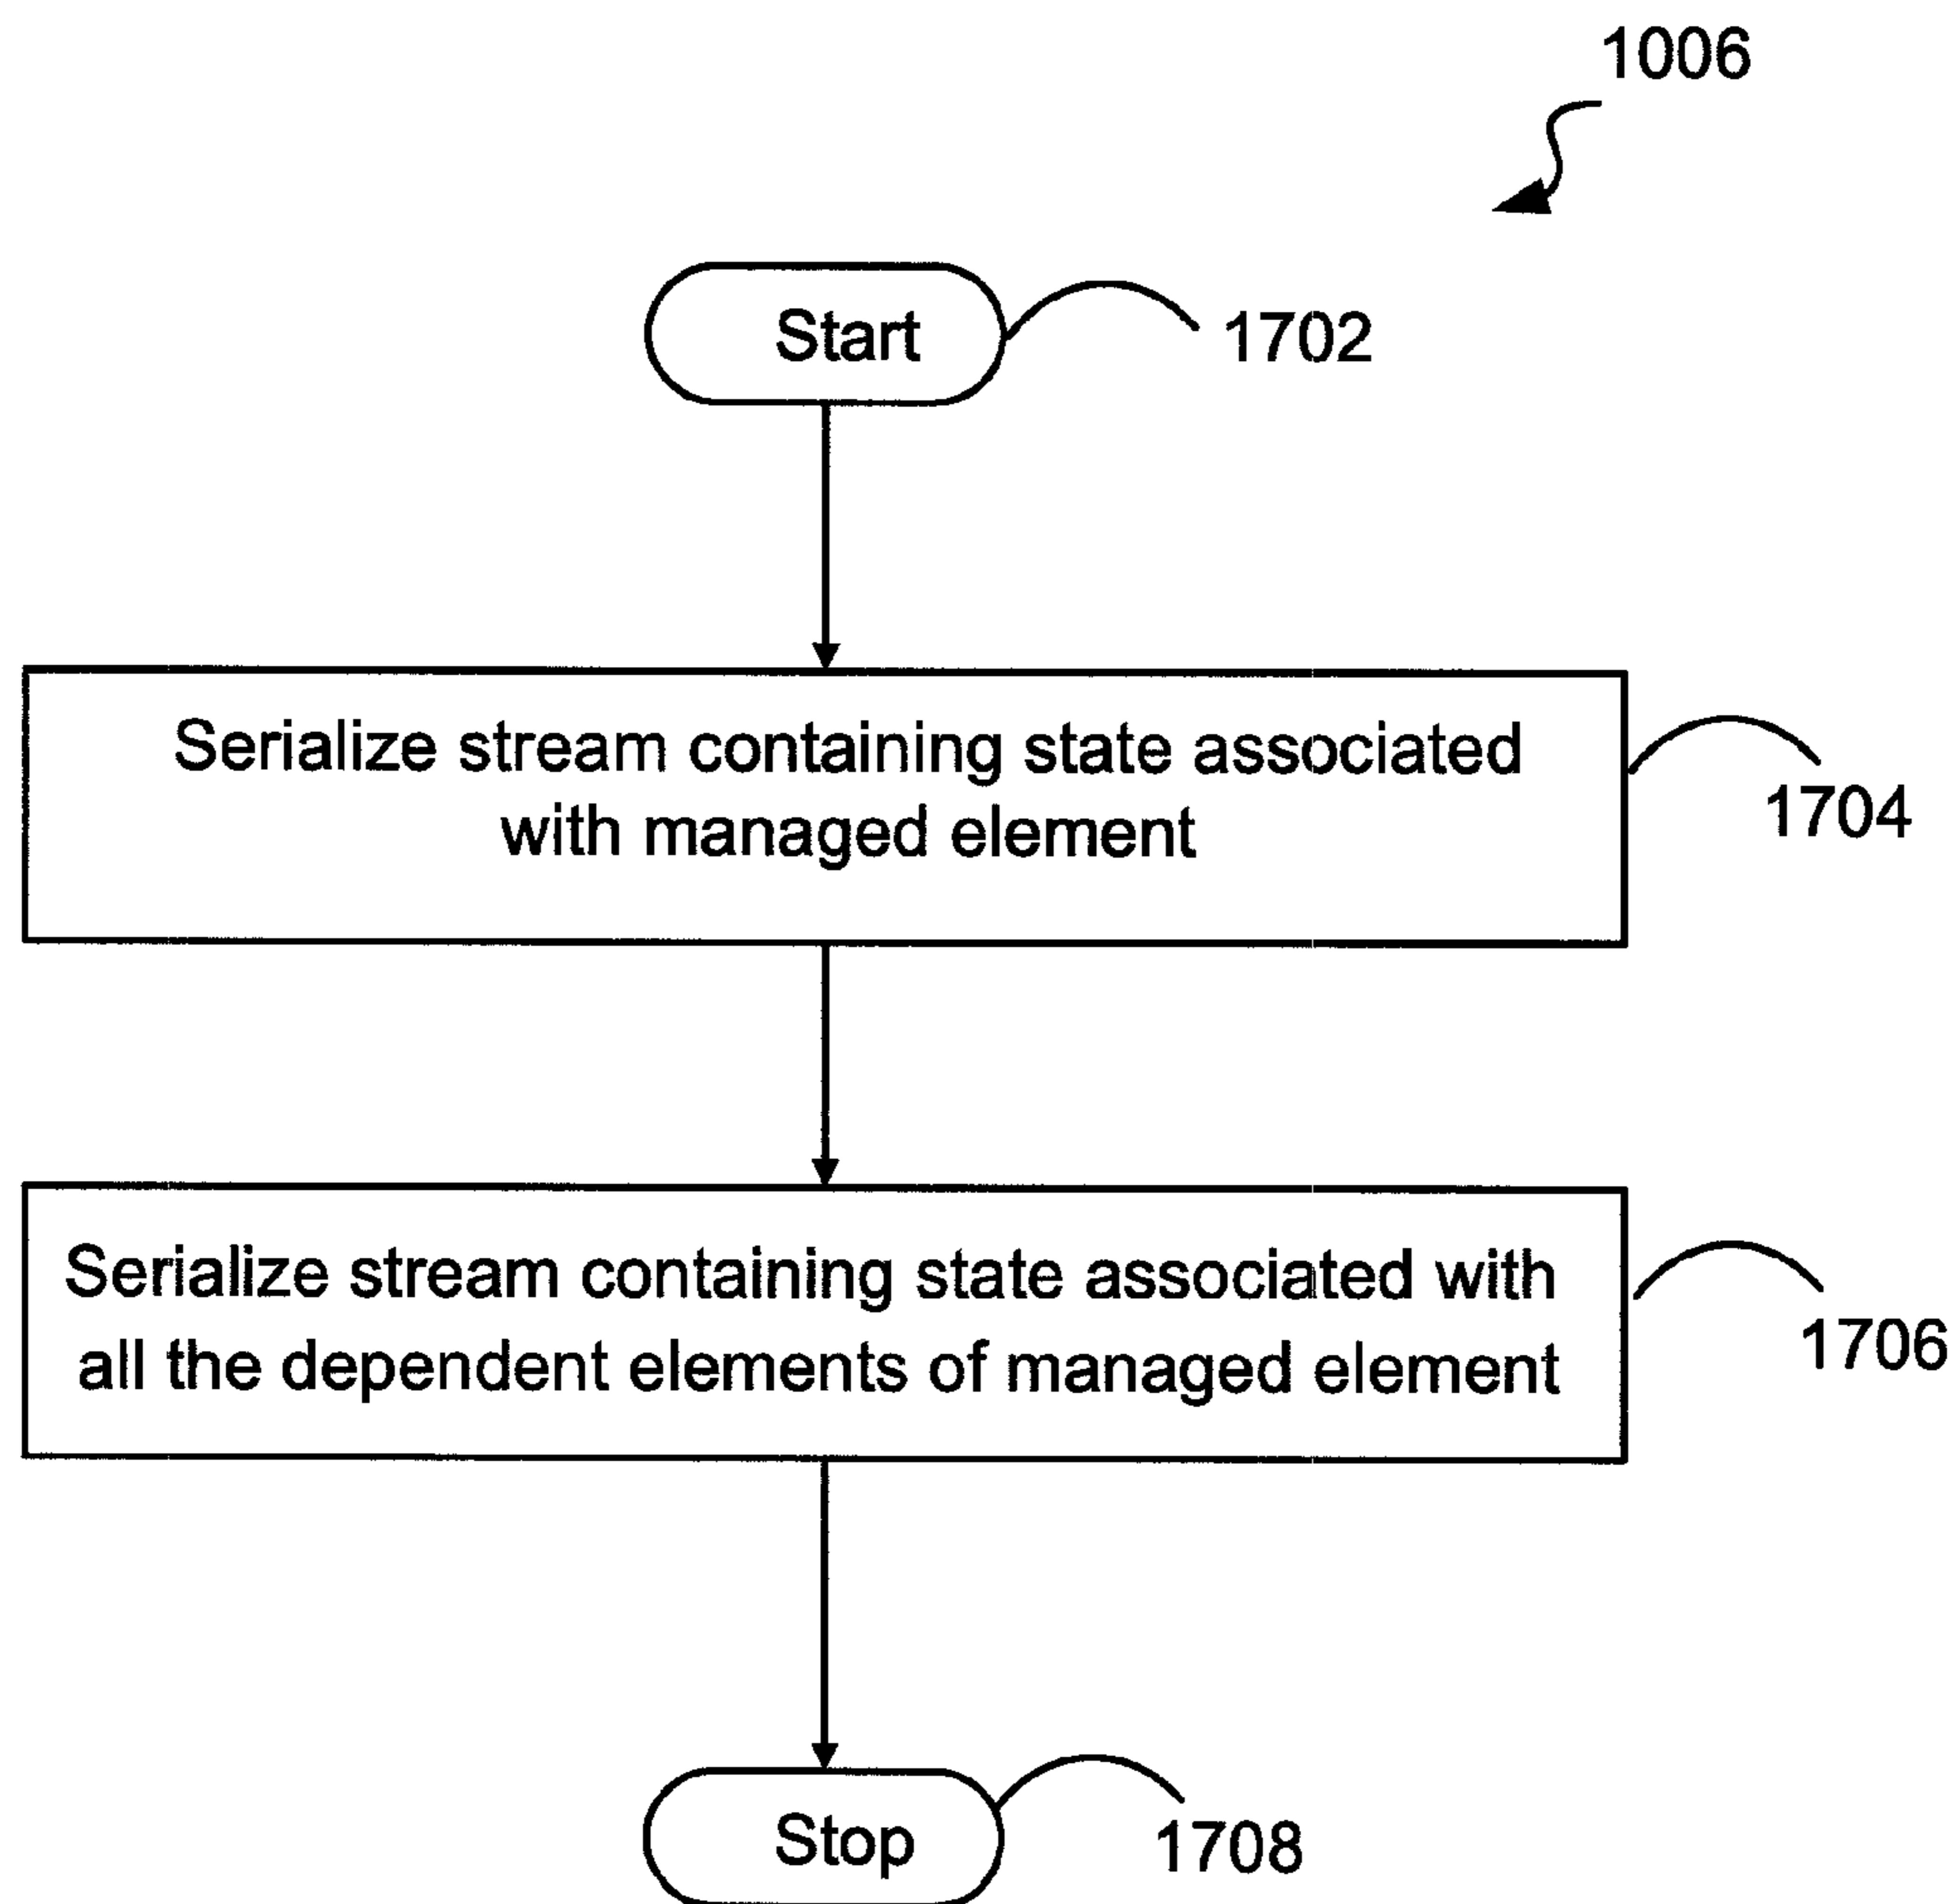 1006
Start
1702
Serialize stream containing state associated
with managed element
1704
Serialize stream containing state associated with
all the dependent elements of managed element
1706
Stop
1708